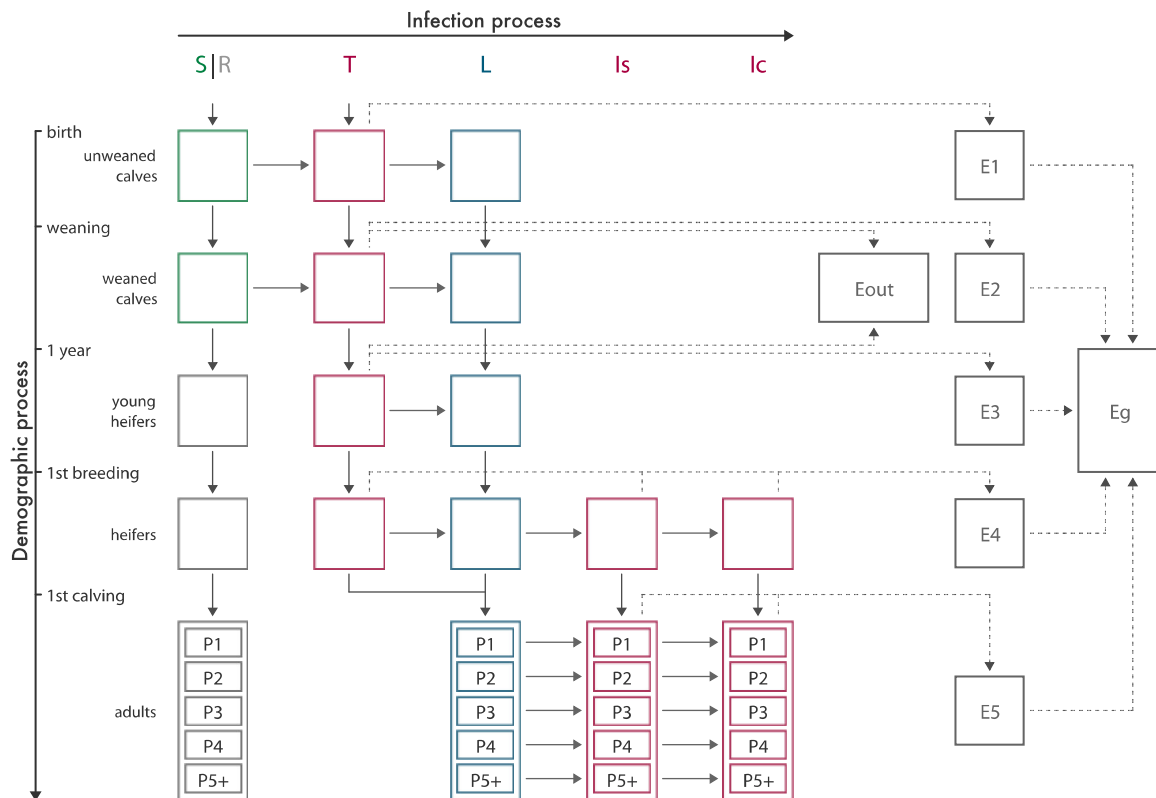 Infection process
S|R
T
L
Is
Ic
Demographic process
birth
unweaned
calves
E1
weaning
weaned
calves
Eout
E2
1 year
young
heifers
E3
Eg
1st breeding
heifers
E4
1st calving
adults
P1
P2
P3
P4
P5+
P1
P2
P3
P4
P5+
P1
P2
P3
P4
P5+
P1
P2
P3
P4
P5+
E5